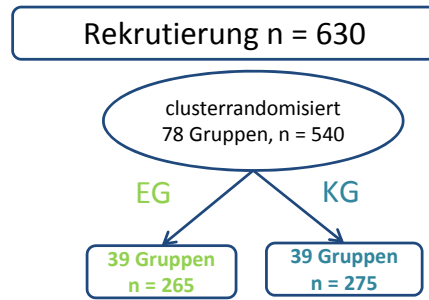 Rekrutierung n = 630
clusterrandomisiert
78 Gruppen, n = 540
EG
KG
39 Gruppen
n = 265
39 Gruppen
n = 275